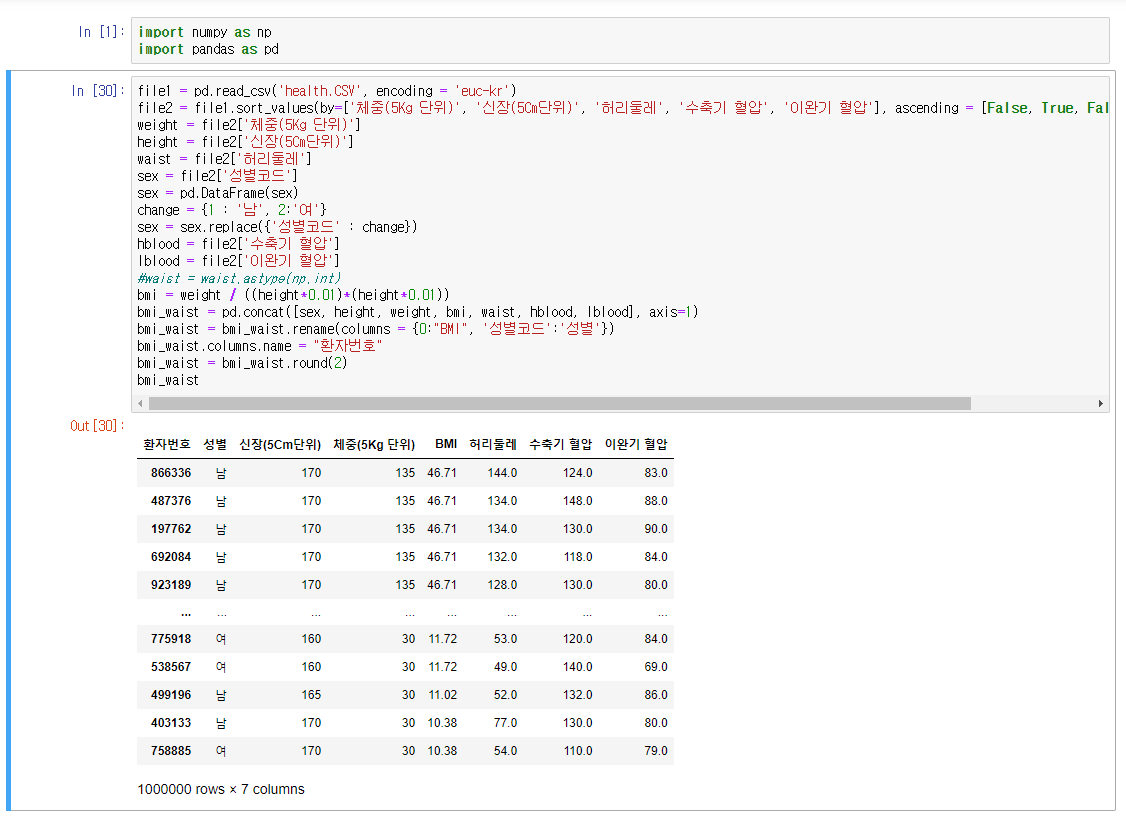 In [1]: import numpy as np
import pandas as pd
In [30]: file1 = pd.read_csv('health.CSV', encoding = 'euc-kr')
file2 = file1.sort_values(by=['체중(5Kg 단위)', '신장(5Cm단위)', '허리둘레', '수축기 혈압', '이완기 혈압'], ascending = [False, True, Fal
weight = file2['체중(5Kg 단위)']
height = file2['신장(5Cm단위)']
waist = file2['허리둘레']
sex = file2['성별코드']
sex = pd.DataFrame(sex)
change = {1 : '남', 2:'여'}
sex = sex.replace({'성별코드' : change})
hblood = file2['수축기 혈압']
lblood = file2['이완기 혈압']
#waist = waist.astype(np.int)
bmi = weight / ((height*0.01)*(height*0.01))
bmi_waist = pd.concat([sex, height, weight, bmi, waist, hblood, lblood], axis=1)
bmi_waist = bmi_waist.rename(columns = {0:"BMI", '성별코드':'성별'})
bmi_waist.columns.name = "환자번호"
bmi_waist = bmi_waist.round(2)
bmi_waist
Out[30]:
환자번호 성별 신장(5Cm단위) 체중(5Kg 단위) BMI 허리둘레 수축기 혈압 이완기 혈압
866336 남 170 135 46.71 144.0 124.0 83.0
487376 남 170 135 46.71 134.0 148.0 88.0
197762 남 170 135 46.71 134.0 130.0 90.0
692084 남 170 135 46.71 132.0 118.0 84.0
923189 남 170 135 46.71 128.0 130.0 80.0
... ... ... ... ... ... ... ...
775918 여 160 30 11.72 53.0 120.0 84.0
538567 여 160 30 11.72 49.0 140.0 69.0
499196 남 165 30 11.02 52.0 132.0 86.0
403133 남 170 30 10.38 77.0 130.0 80.0
758885 여 170 30 10.38 54.0 110.0 79.0
1000000 rows × 7 columns